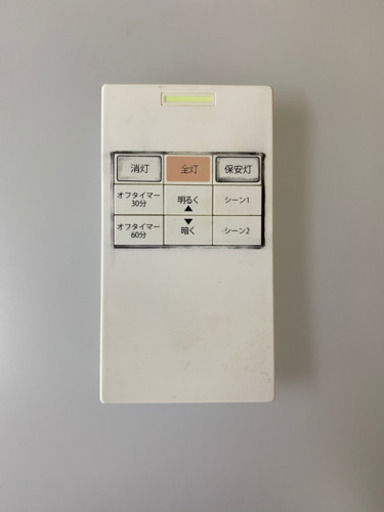 消灯 全灯 保安灯
オフタイマー 30分 明るく ▲ シーン1
オフタイマー 60分 ▼ 暗く シーン2